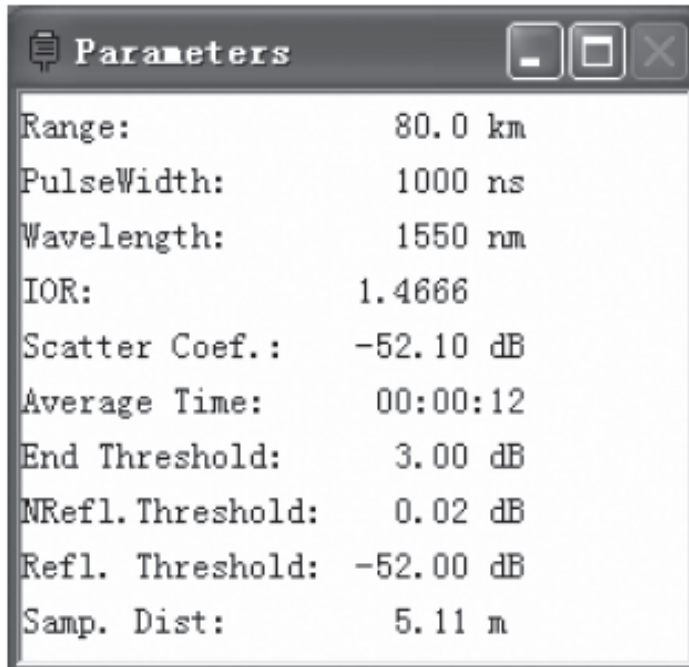 Parameters
Range: 80.0 km
PulseWidth: 1000 ns
Wavelength: 1550 nm
IOR: 1.4666
Scatter Coef.: -52.10 dB
Average Time: 00:00:12
End Threshold: 3.00 dB
NRefl.Threshold: 0.02 dB
Refl. Threshold: -52.00 dB
Samp. Dist: 5.11 m